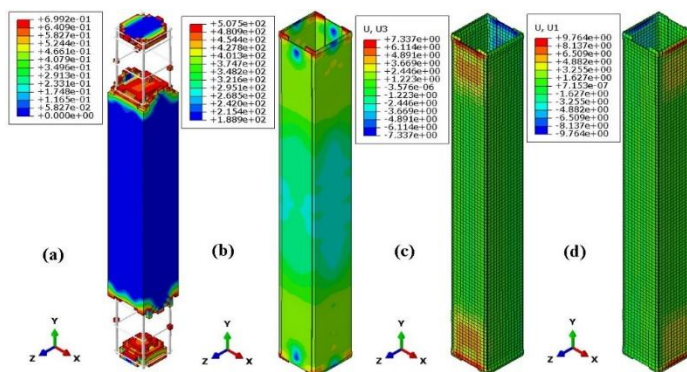 +6.992e-01
+6.409e-01
+5.827e-01
+5.244e-01
+4.661e-01
+4.079e-01
+3.496e-01
+2.913e-01
+2.331e-01
+1.748e-01
+1.165e-01
+5.827e-02
+0.000e+00
(a)
Y
Z
X
+5.075e+02
+4.809e+02
+4.544e+02
+4.278e+02
+4.013e+02
+3.747e+02
+3.482e+02
+3.216e+02
+2.951e+02
+2.685e+02
+2.420e+02
+2.154e+02
+1.889e+02
(b)
Y
Z
X
U, U3
+7.337e+00
+6.114e+00
+4.891e+00
+3.669e+00
+2.446e+00
+1.223e+00
-3.576e-06
-1.223e+00
-2.446e+00
-3.669e+00
-4.891e+00
-6.114e+00
-7.337e+00
(c)
Y
Z
X
U, U1
+9.764e+00
+8.137e+00
+6.509e+00
+4.882e+00
+3.255e+00
+1.627e+00
+7.153e-07
-1.627e+00
-3.255e+00
-4.882e+00
-6.509e+00
-8.137e+00
-9.764e+00
(d)
Y
Z
X